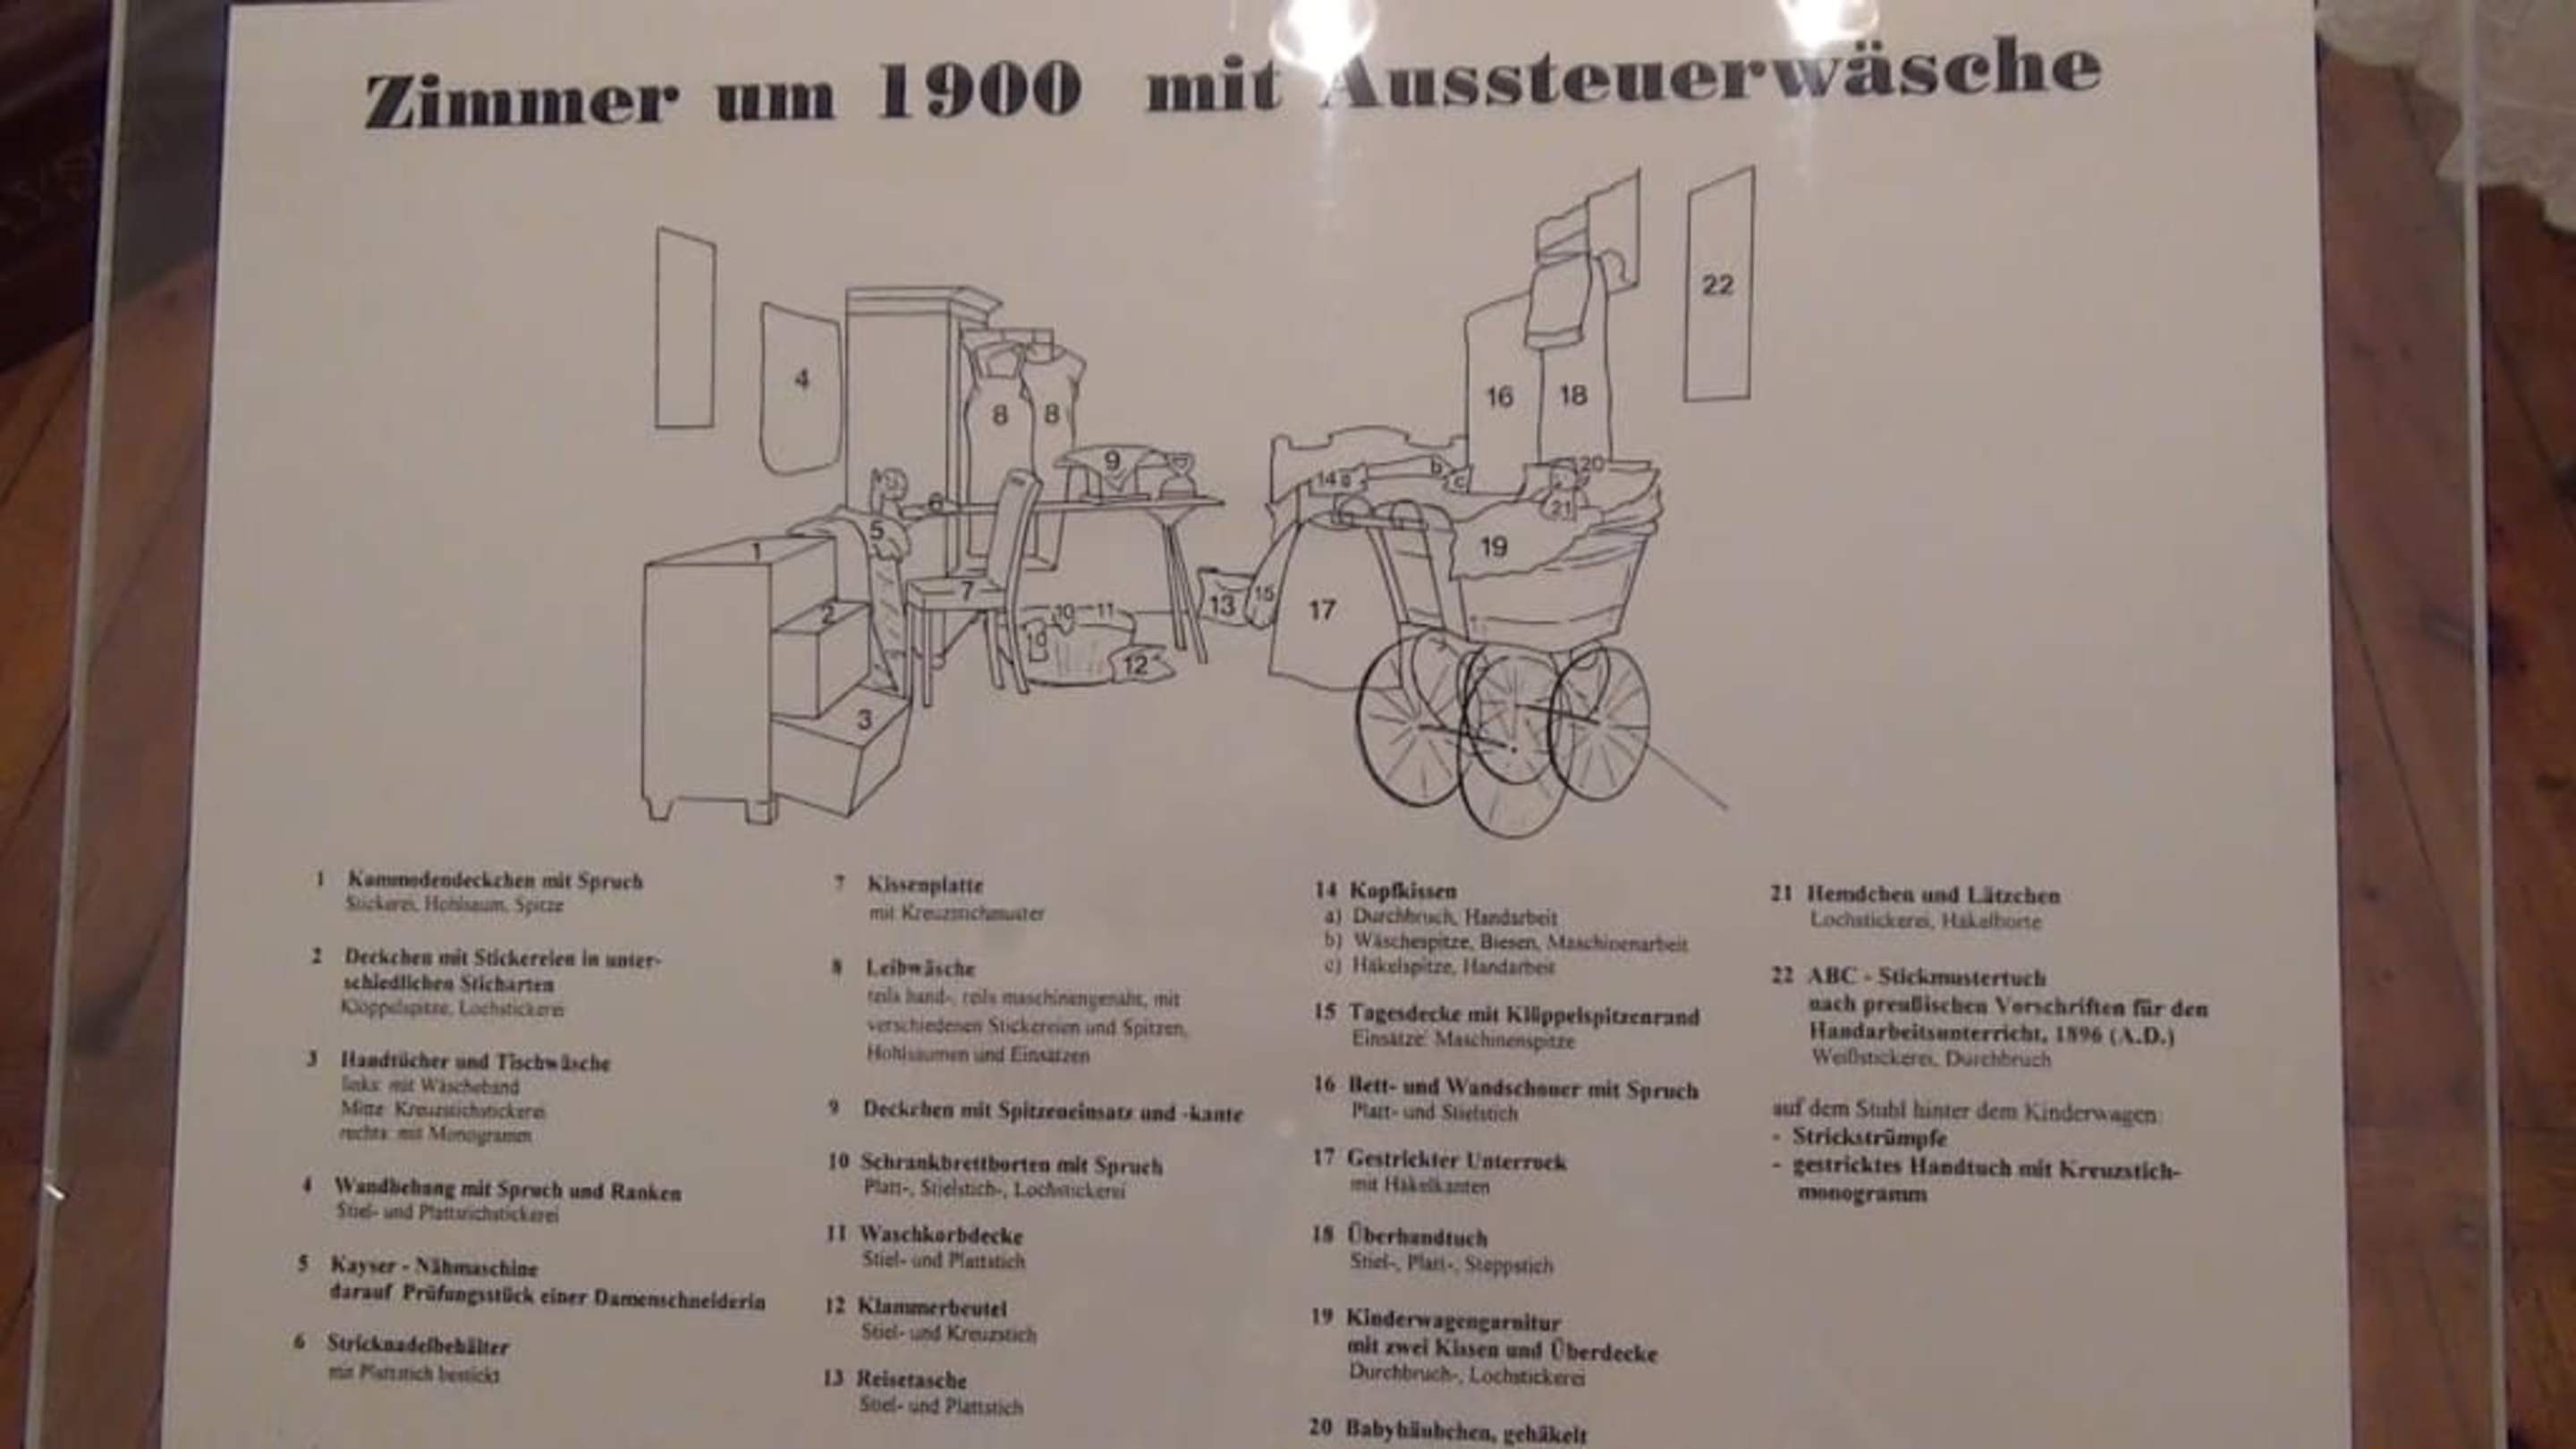 Zimmer um 1900 mit Aussteuerwäsche
4
8
8
9
5
6
1
7
2
10
11
10
12
3
22
16
18
20
14 a
b
c
21
19
13
15
17
1 Kommodendeckchen mit Spruch
Stickerei, Hohlsaum, Spitze
2 Deckchen mit Stickereien in unter-
schiedlichen Sticharten
Klöppelspitze, Lochstickerei
3 Handtücher und Tischwäsche
links: mit Wäscheband
Mitte: Kreuzstichstickerei
rechts: mit Monogramm
4 Wandbehang mit Spruch und Ranken
Stiel- und Plattstichstickerei
5 Kayser - Nähmaschine
darauf Prüfungsstück einer Damenschneiderin
6 Stricknadelbehälter
mit Plattstich bestickt
7 Kissenplatte
mit Kreuzstichmuster
8 Leibwäsche
teils hand-, teils maschinengenäht, mit
verschiedenen Stickereien und Spitzen,
Hohlsäumen und Einsätzen
9 Deckchen mit Spitzeneinsatz und -kante
10 Schrankbrettborten mit Spruch
Platt-, Stielstich-, Lochstickerei
11 Waschkorbdecke
Stiel- und Plattstich
12 Klammerbeutel
Stiel- und Kreuzstich
13 Reisetasche
Stiel- und Plattstich
14 Kopfkissen
a) Durchbruch, Handarbeit
b) Wäschespitze, Biesen, Maschinenarbeit
c) Häkelspitze, Handarbeit
15 Tagesdecke mit Klöppelspitzenrand
Einsätze: Maschinenspitze
16 Bett- und Wandschoner mit Spruch
Platt- und Stielstich
17 Gestrickter Unterrock
mit Häkelkanten
18 Überhandtuch
Stiel-, Platt-, Steppstich
19 Kinderwagengarnitur
mit zwei Kissen und Überdecke
Durchbruch-, Lochstickerei
20 Babyhäubchen, gehäkelt
21 Hemdchen und Lätzchen
Lochstickerei, Häkelborte
22 ABC - Stickmustertuch
nach preußischen Vorschriften für den
Handarbeitsunterricht, 1896 (A.D.)
Weißstickerei, Durchbruch
auf dem Stuhl hinter dem Kinderwagen:
- Strickstrümpfe
- gestricktes Handtuch mit Kreuzstich-
monogramm